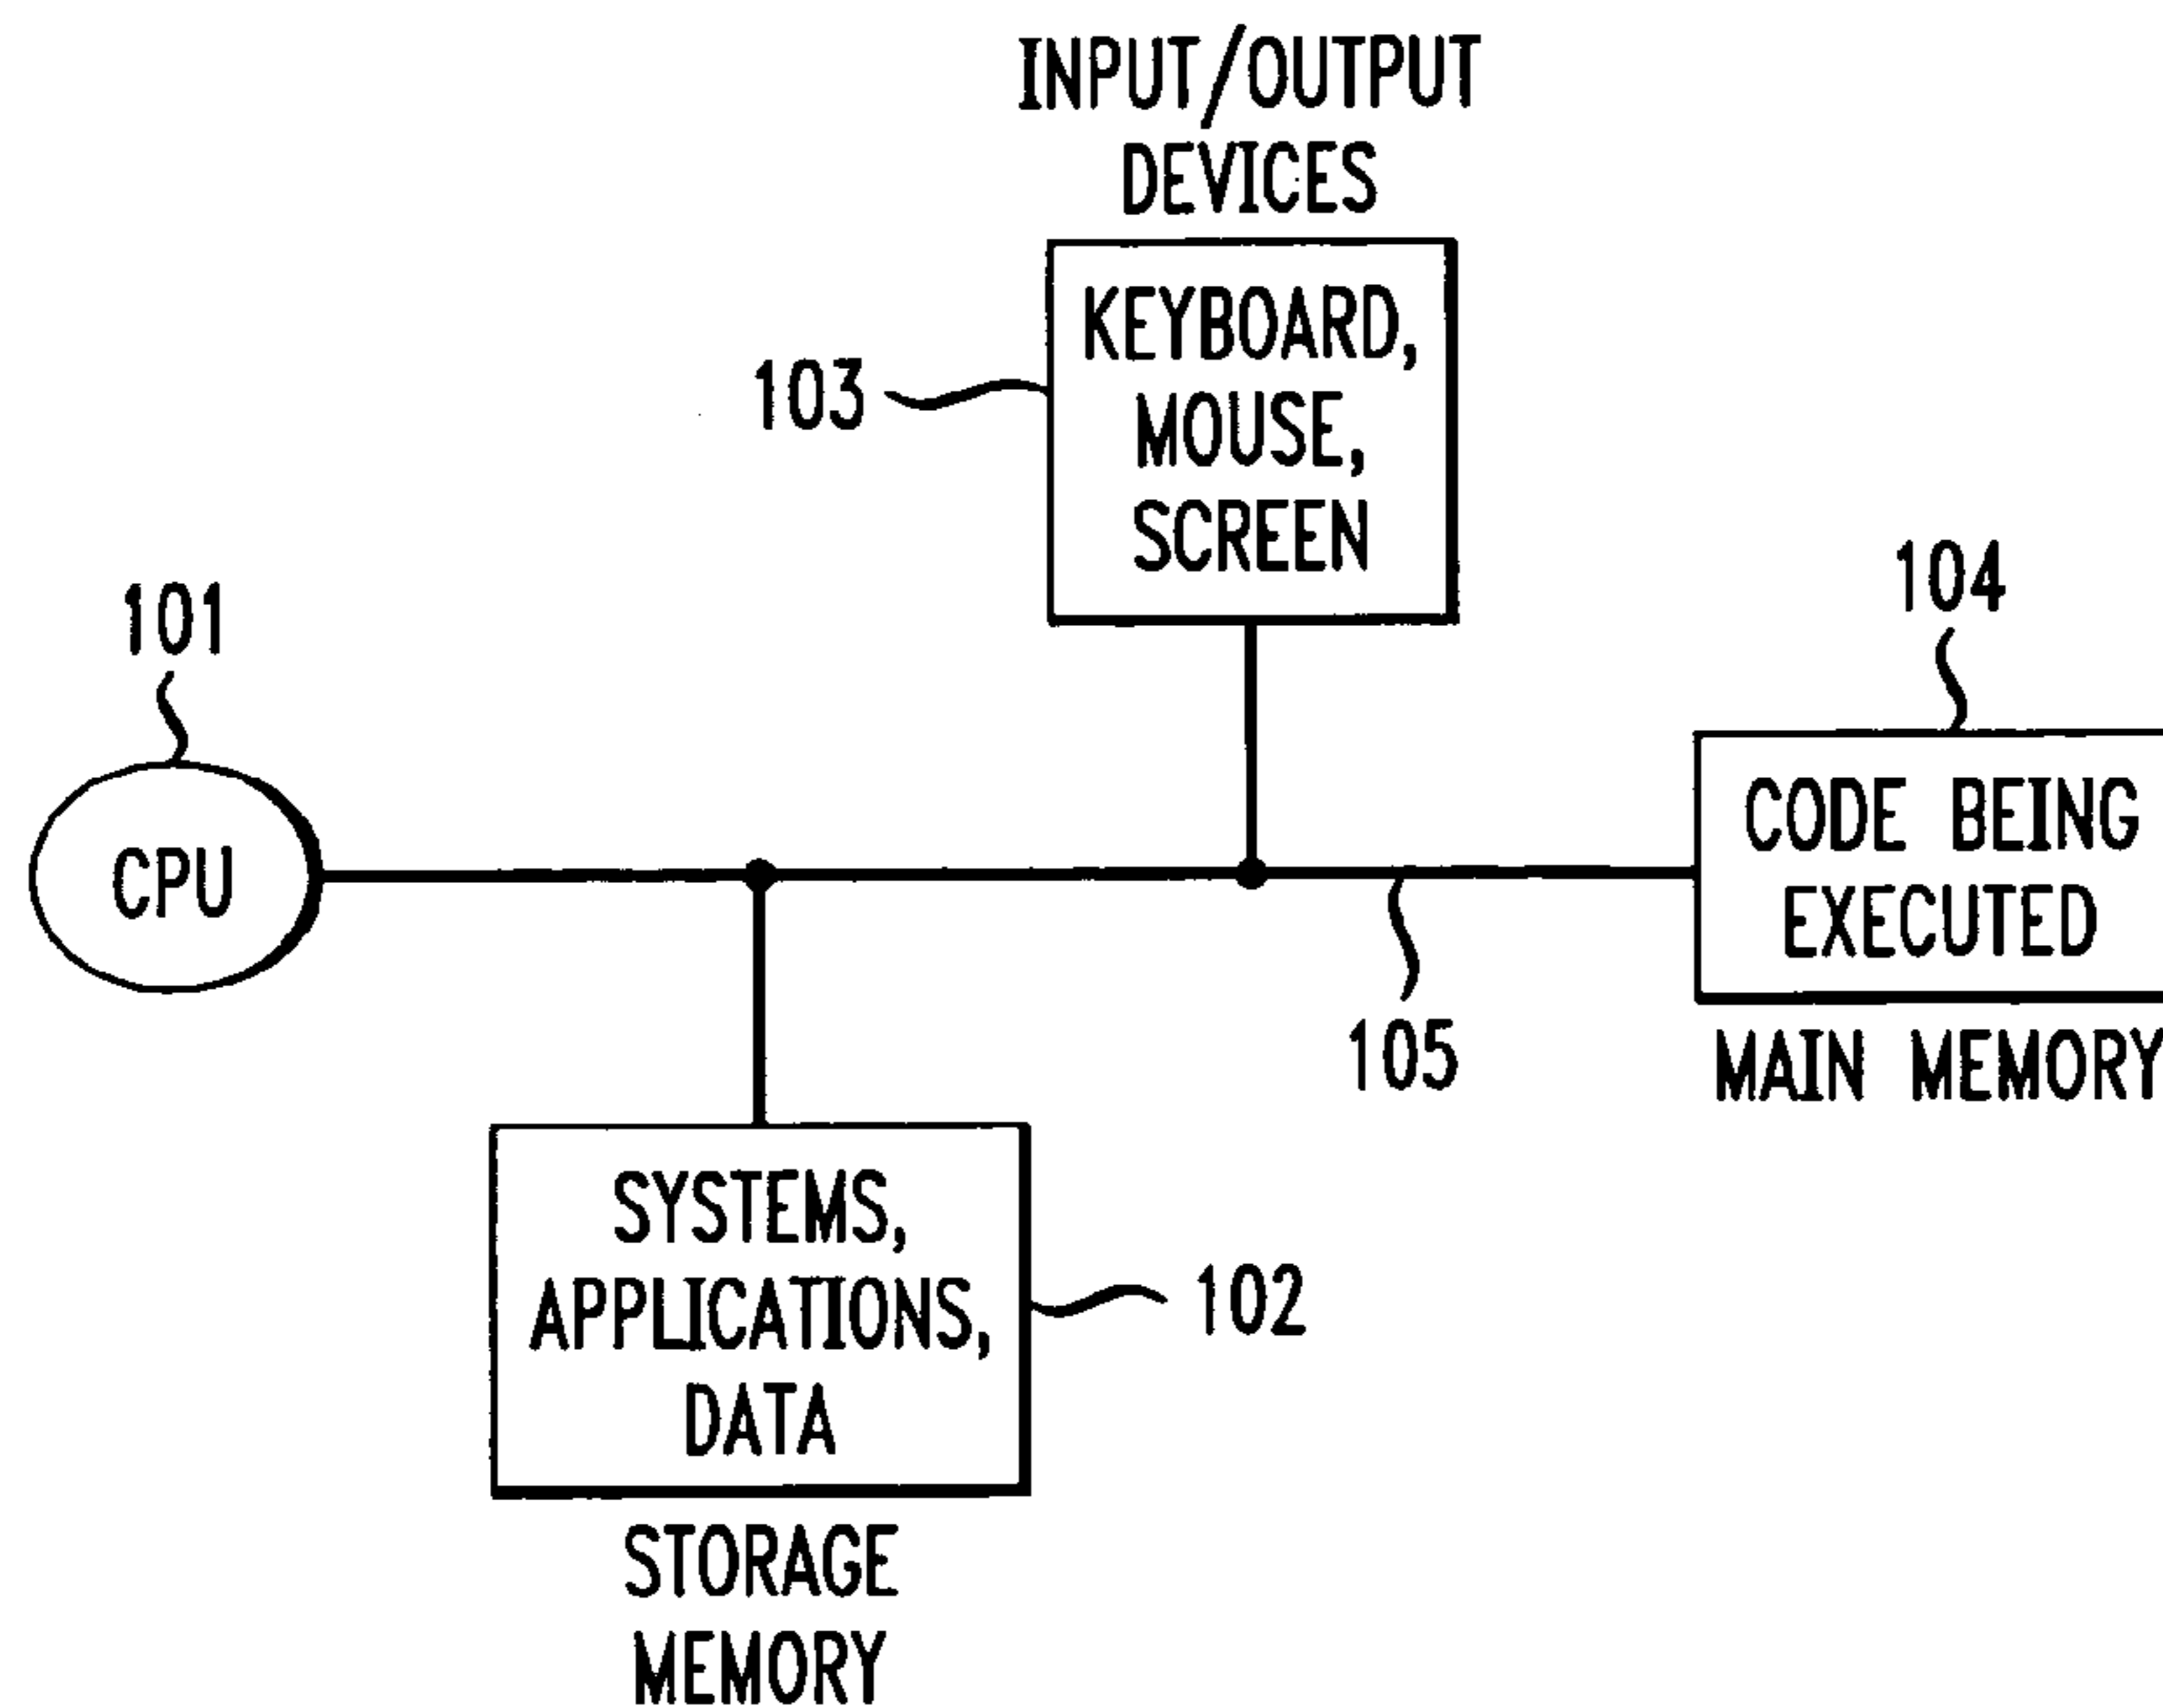 INPUT/OUTPUT
DEVICES
KEYBOARD,
MOUSE,
SCREEN
103
101
104
CPU
CODE BEING
EXECUTED
105
MAIN MEMORY
SYSTEMS,
APPLICATIONS,
DATA
102
STORAGE
MEMORY